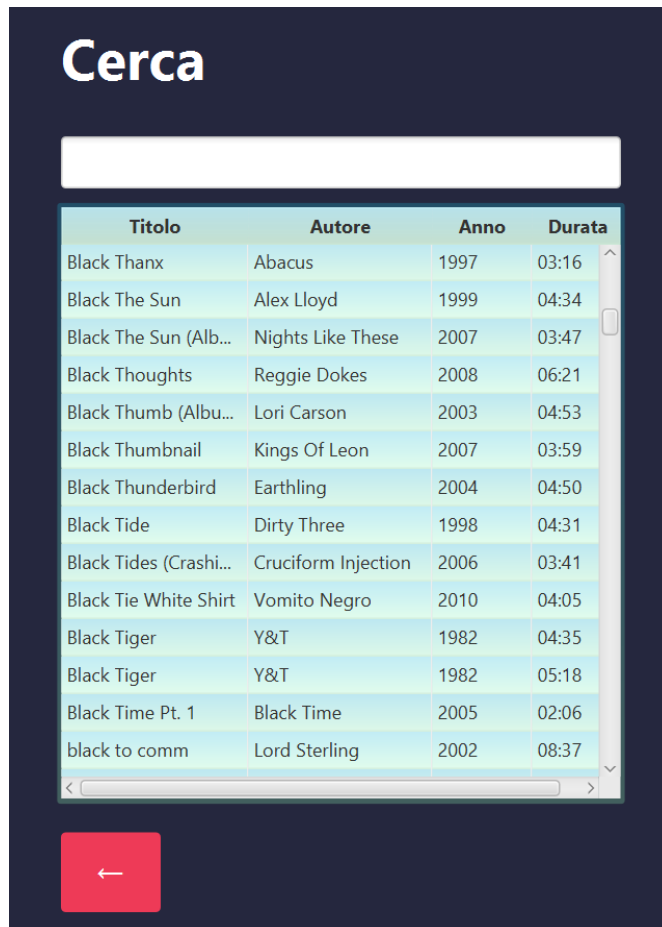 Cerca
Titolo Autore Anno Durata
Black Thanx Abacus 1997 03:16
Black The Sun Alex Lloyd 1999 04:34
Black The Sun (Alb... Nights Like These 2007 03:47
Black Thoughts Reggie Dokes 2008 06:21
Black Thumb (Albu... Lori Carson 2003 04:53
Black Thumbnail Kings Of Leon 2007 03:59
Black Thunderbird Earthling 2004 04:50
Black Tide Dirty Three 1998 04:31
Black Tides (Crashi... Cruciform Injection 2006 03:41
Black Tie White Shirt Vomito Negro 2010 04:05
Black Tiger Y&T 1982 04:35
Black Tiger Y&T 1982 05:18
Black Time Pt. 1 Black Time 2005 02:06
black to comm Lord Sterling 2002 08:37
←